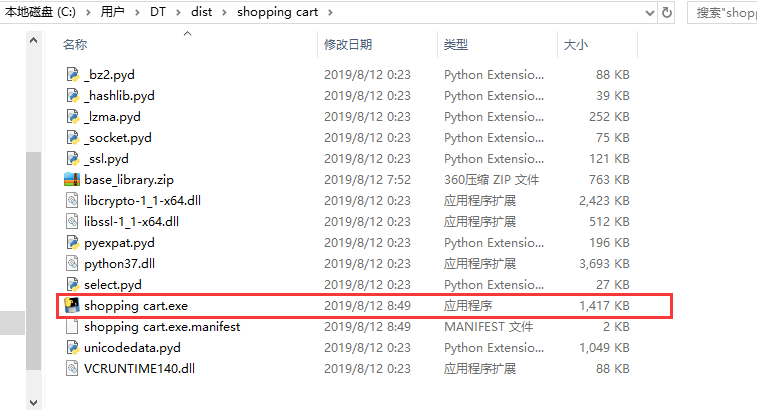 本地磁盘 (C:) › 用户 › DT › dist › shopping cart › 搜索"shopp
名称 修改日期 类型 大小
_bz2.pyd 2019/8/12 0:23 Python Extensio... 88 KB
_hashlib.pyd 2019/8/12 0:23 Python Extensio... 39 KB
_lzma.pyd 2019/8/12 0:23 Python Extensio... 252 KB
_socket.pyd 2019/8/12 0:23 Python Extensio... 75 KB
_ssl.pyd 2019/8/12 0:23 Python Extensio... 121 KB
base_library.zip 2019/8/12 7:52 360压缩 ZIP 文件 763 KB
libcrypto-1_1-x64.dll 2019/8/12 0:23 应用程序扩展 2,423 KB
libssl-1_1-x64.dll 2019/8/12 0:23 应用程序扩展 512 KB
pyexpat.pyd 2019/8/12 0:23 Python Extensio... 196 KB
python37.dll 2019/8/12 0:23 应用程序扩展 3,693 KB
select.pyd 2019/8/12 0:23 Python Extensio... 27 KB
shopping cart.exe 2019/8/12 8:49 应用程序 1,417 KB
shopping cart.exe.manifest 2019/8/12 8:49 MANIFEST 文件 2 KB
unicodedata.pyd 2019/8/12 0:23 Python Extensio... 1,049 KB
VCRUNTIME140.dll 2019/8/12 0:23 应用程序扩展 88 KB